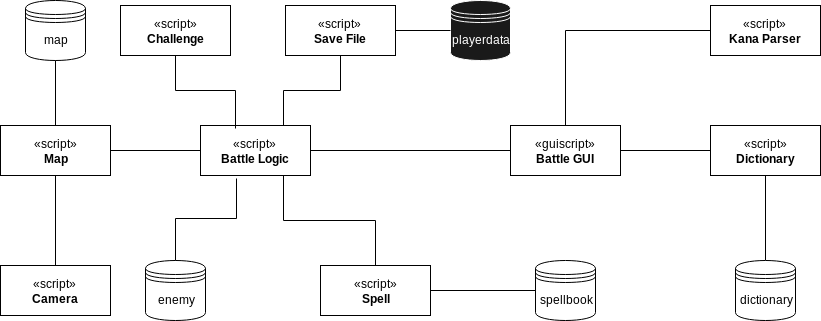 map
«script»
Challenge
«script»
Save File
playerdata
«script»
Kana Parser
«script»
Map
«script»
Battle Logic
«guiscript»
Battle GUI
«script»
Dictionary
«script»
Camera
enemy
«script»
Spell
spellbook
dictionary